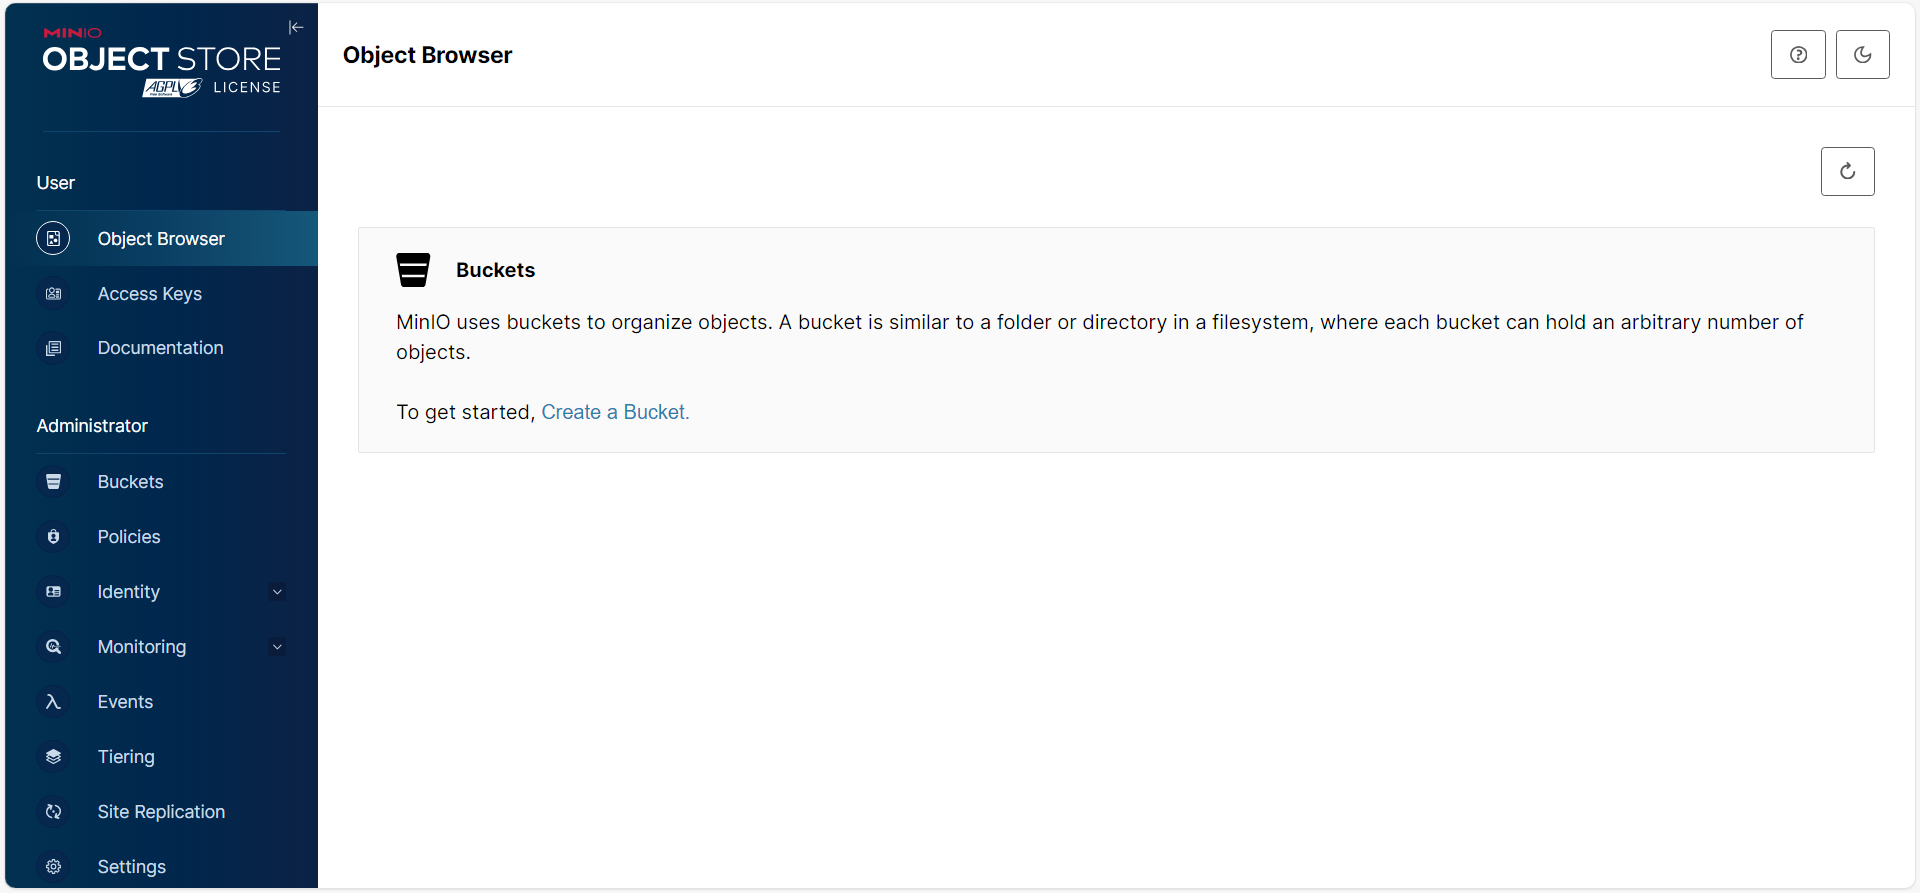 MINIO
OBJECT STORE
AGPLv3 LICENSE
Free Software
User
Object Browser
Access Keys
Documentation
Administrator
Buckets
Policies
Identity
Monitoring
Events
Tiering
Site Replication
Settings
Object Browser
Buckets
MinIO uses buckets to organize objects. A bucket is similar to a folder or directory in a filesystem, where each bucket can hold an arbitrary number of
objects.
To get started, Create a Bucket.